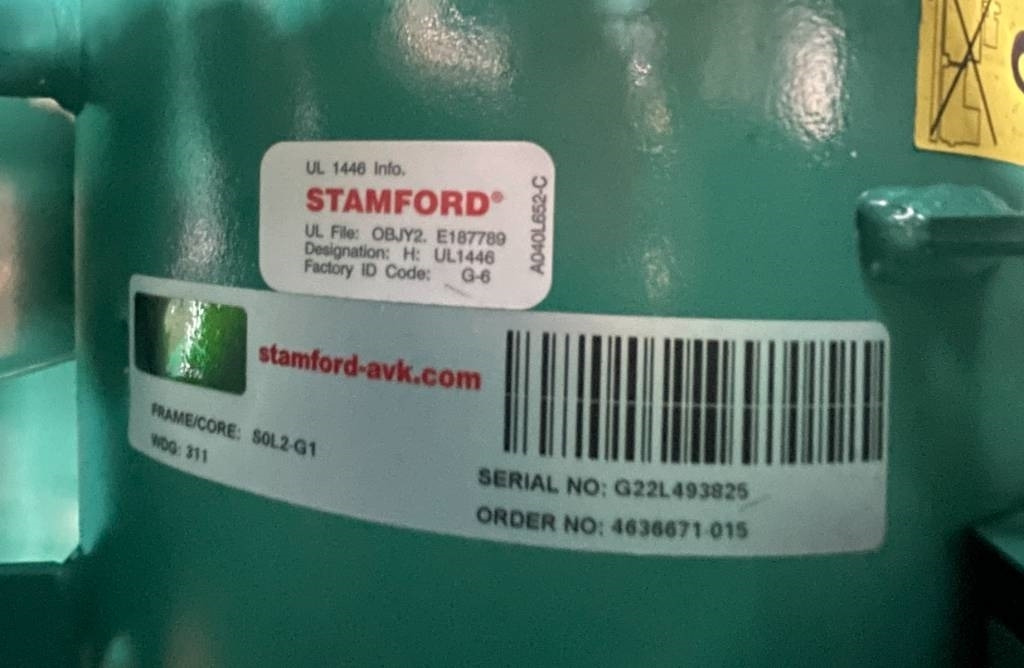 UL 1446 Info.
STAMFORD®
UL File: OBJY2. E187789
Designation: H: UL1446
Factory ID Code: G-6
A040L652-C
stamford-avk.com
FRAME/CORE: S0L2-G1
WDG: 311
SERIAL NO: G22L493825
ORDER NO: 4636671-015